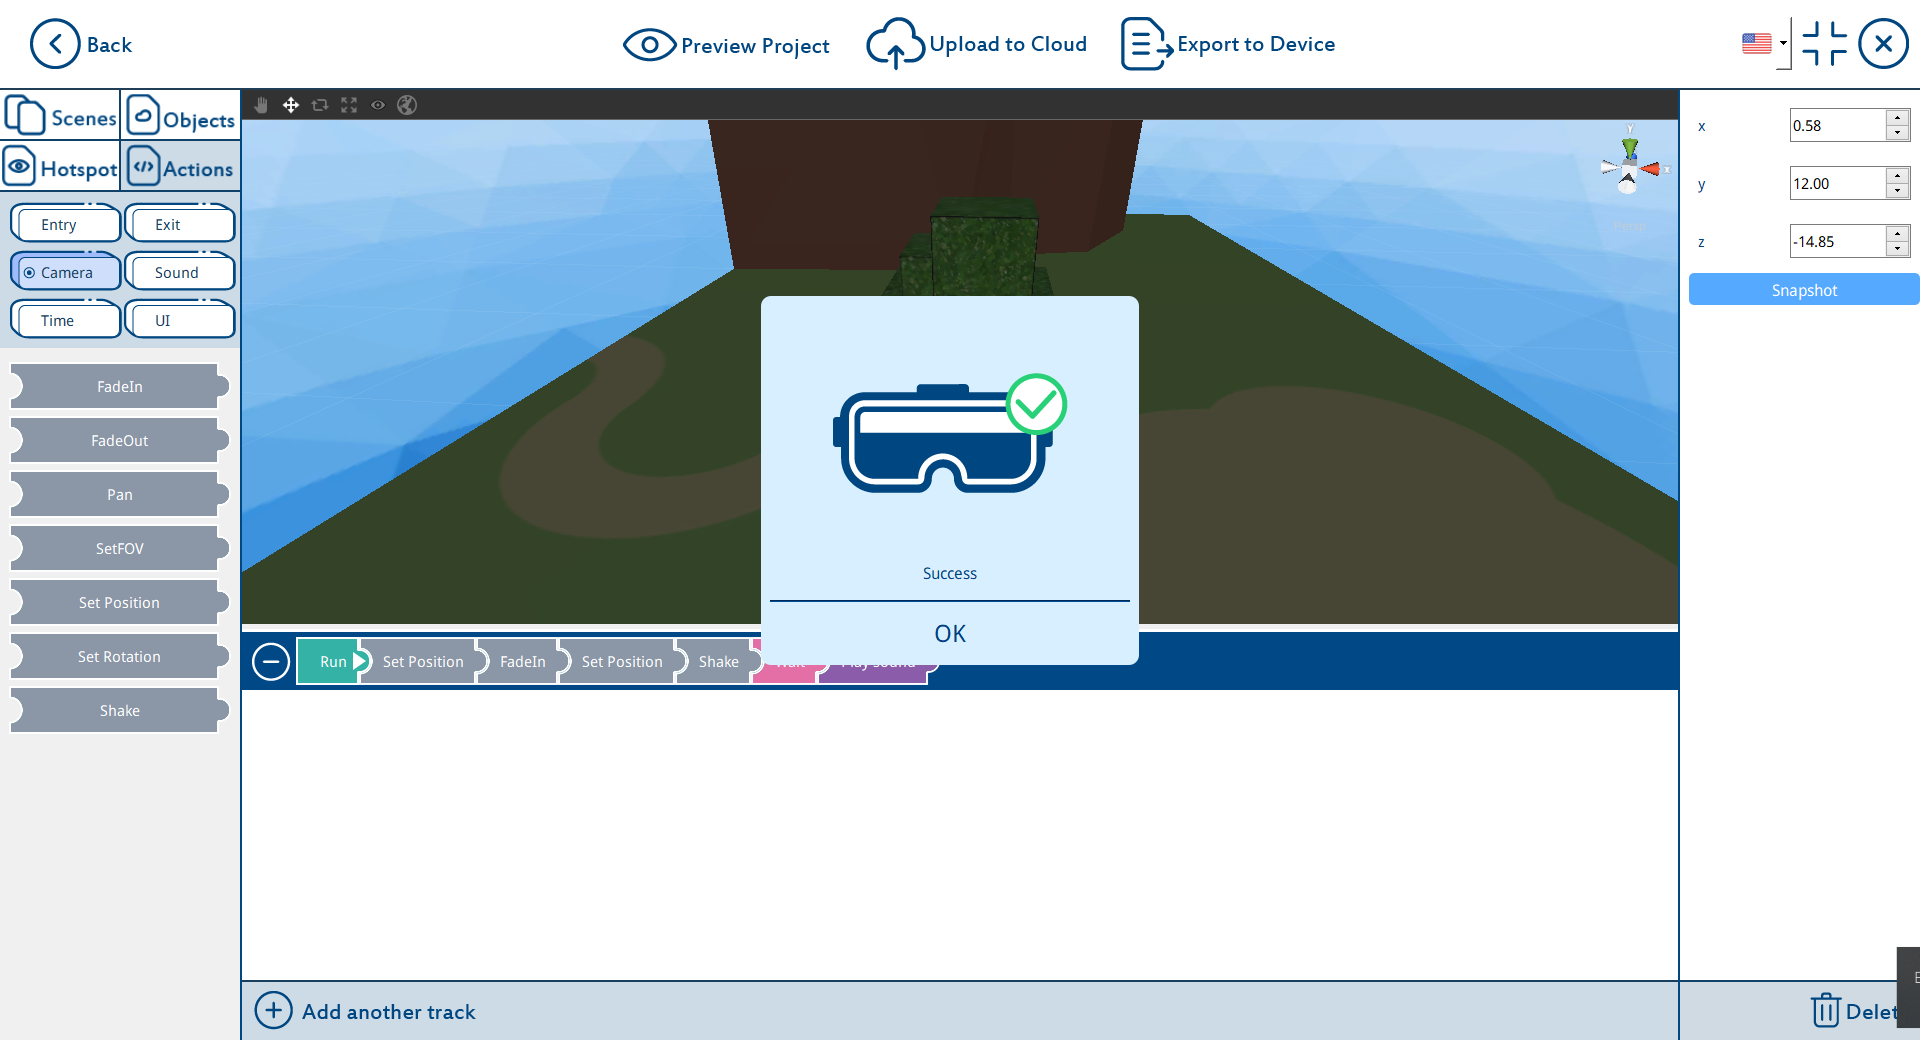 Back
Preview Project
Upload to Cloud
Export to Device
Scenes
Objects
Hotspot
Actions
Entry
Exit
Camera
Sound
Time
UI
FadeIn
FadeOut
Pan
SetFOV
Set Position
Set Rotation
Shake
Y
x
0.58
y
12.00
z
-14.85
Snapshot
Success
OK
Run
Set Position
FadeIn
Set Position
Shake
Add another track
Delet